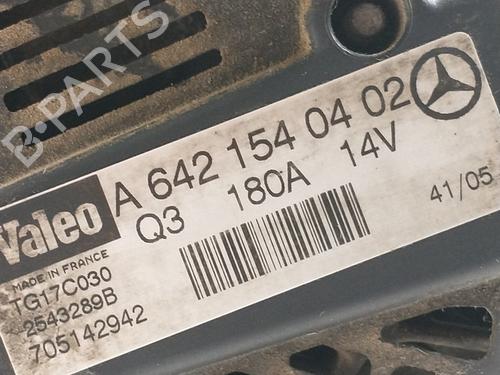 B-PARTS
Valeo
A 642 154 04 02
Q3 180A 14V
41/05
MADE IN FRANCE
TG17C030
2543289B
705142942